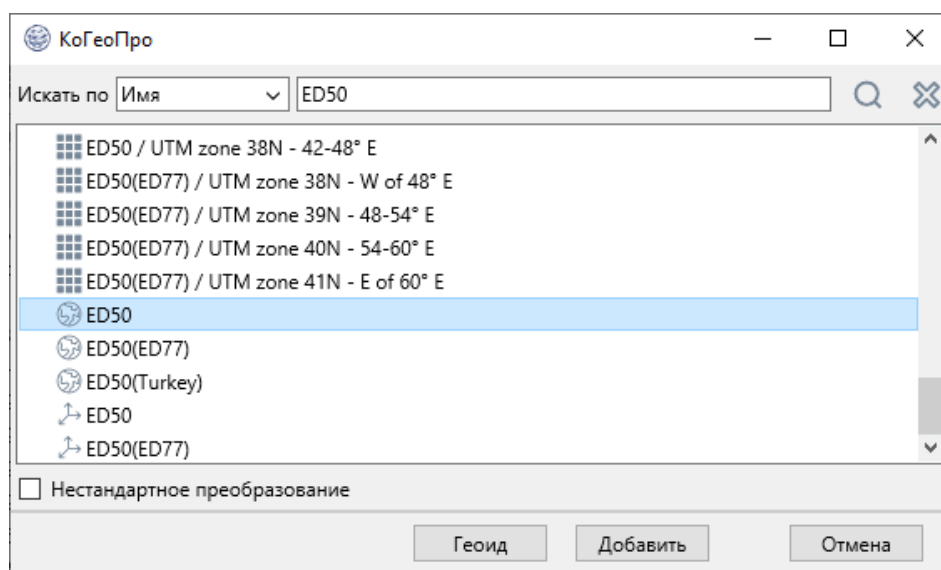 КоГеоПро
Искать по Имя ED50
ED50 / UTM zone 38N - 42-48° E
ED50(ED77) / UTM zone 38N - W of 48° E
ED50(ED77) / UTM zone 39N - 48-54° E
ED50(ED77) / UTM zone 40N - 54-60° E
ED50(ED77) / UTM zone 41N - E of 60° E
ED50
ED50(ED77)
ED50(Turkey)
ED50
ED50(ED77)
Нестандартное преобразование
Геоид Добавить Отмена